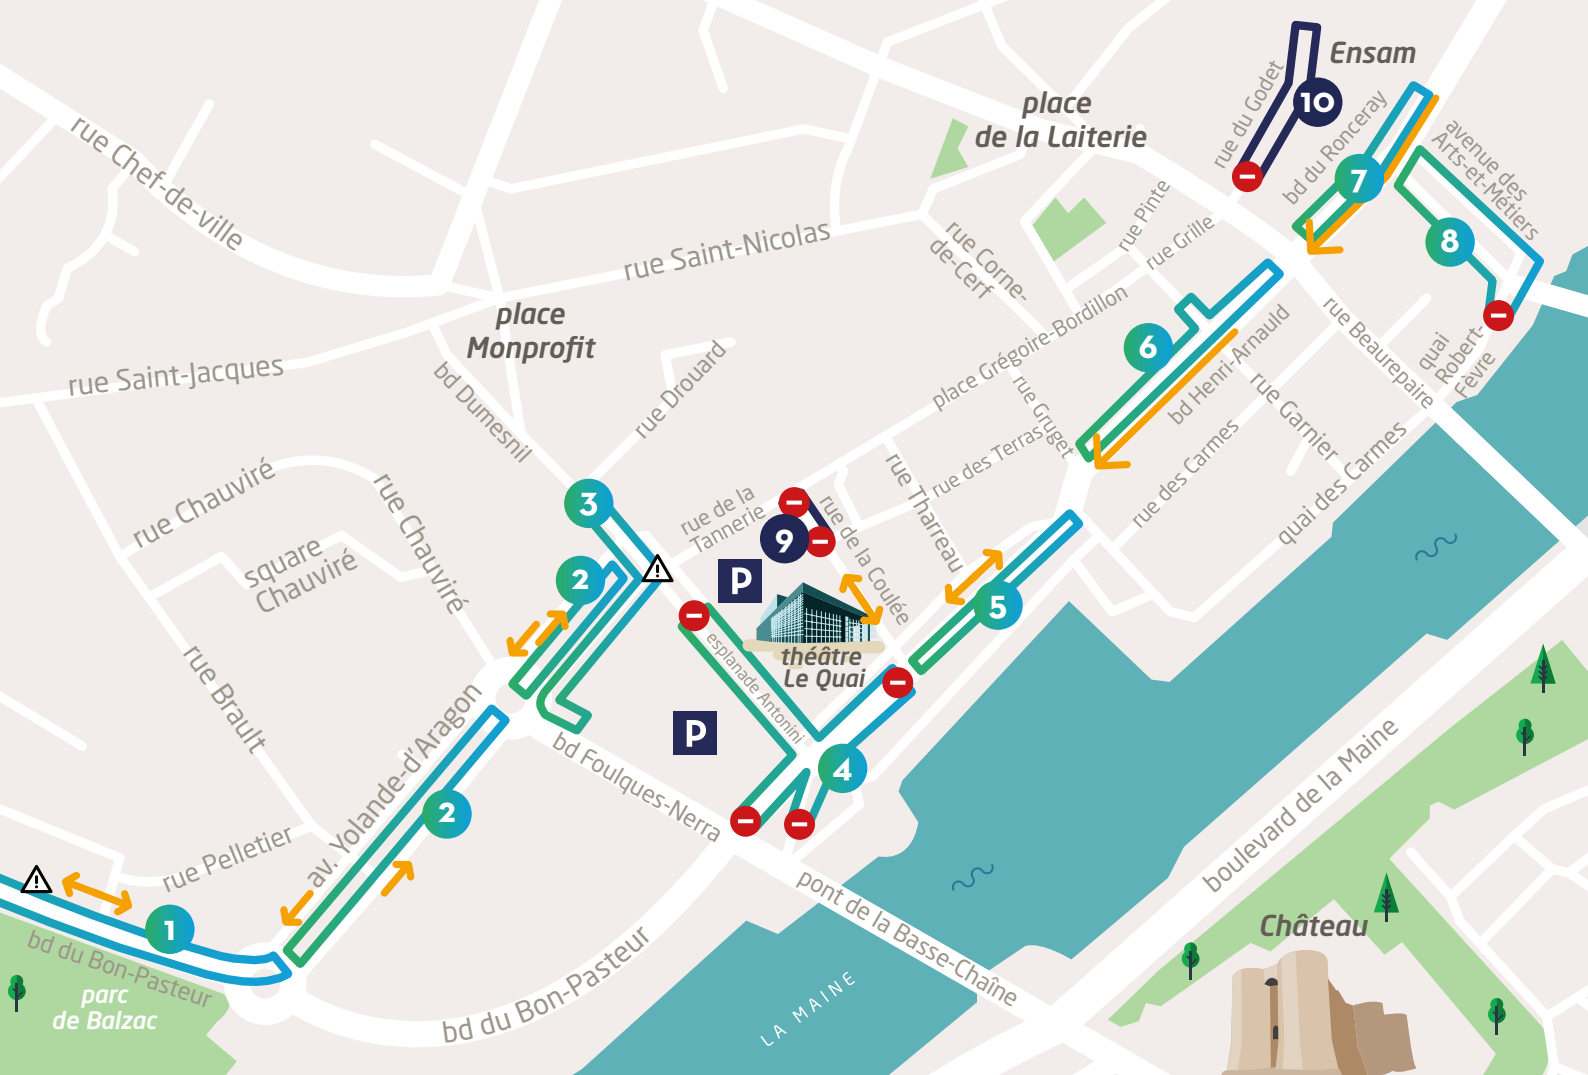 Ensam
10
rue du Godet
place
de la Laiterie
bd du Ronceray
7
avenue des
Arts-et-Métiers
8
rue Chef-de-ville
rue Saint-Nicolas
rue Pinte
rue Grille
rue Corne-
de-Cerf
place
Monprofit
place Grégoire-Bordillon
6
bd Henri-Arnauld
rue Beaurepaire
quai
Robert-
Fèvre
rue Saint-Jacques
bd Dumesnil
rue Drouard
rue Gruget
rue Garnier
rue des Carmes
quai des Carmes
rue des Terras
rue Tharreau
rue Chauviré
rue Chauviré
square
Chauviré
3
rue de la
Tannerie
9
rue de la Coulée
P
2
5
esplanade Antonini
théâtre
Le Quai
rue Brault
av. Yolande-d'Aragon
P
bd Foulques-Nerra
4
2
rue Pelletier
boulevard de la Maine
pont de la Basse-Chaîne
1
bd du Bon-Pasteur
parc
de Balzac
bd du Bon-Pasteur
LA MAINE
Château